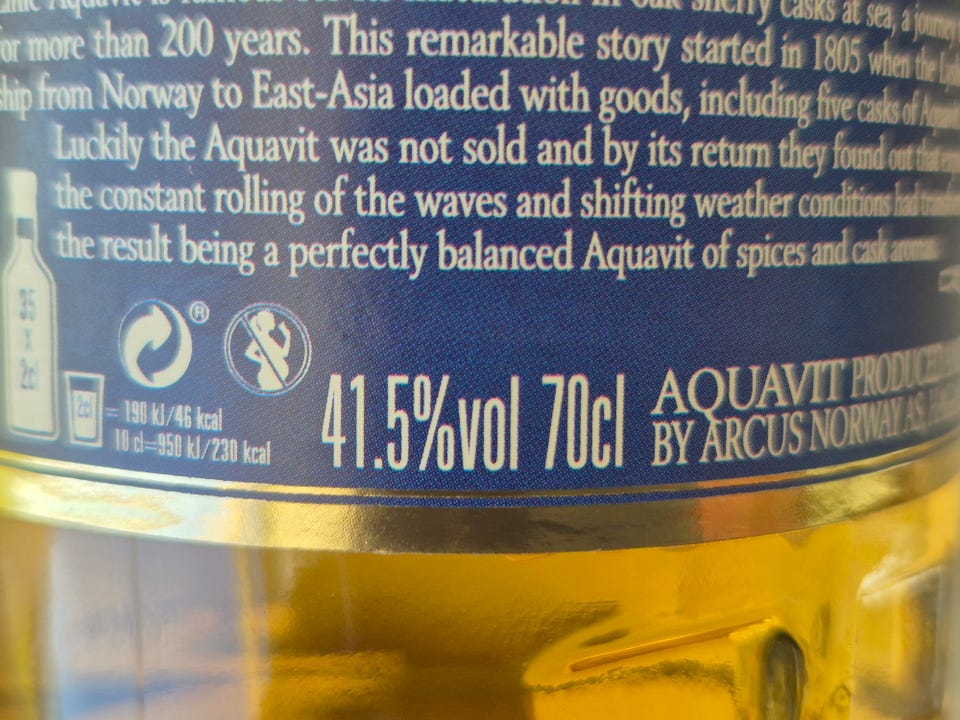 Aquavit is famous for its maturation in oak sherry casks at sea, a journey
for more than 200 years. This remarkable story started in 1805 when the
ship from Norway to East-Asia loaded with goods, including five casks of
Luckily the Aquavit was not sold and by its return they found out that
the constant rolling of the waves and shifting weather conditions had
the result being a perfectly balanced Aquavit of spices and cask aromas.
35
X
2cl
®
2cl = 190 kJ/46 kcal
10 cl=950 kJ/230 kcal
41.5%vol 70cl
AQUAVIT PRODUCED
BY ARCUS NORWAY AS,